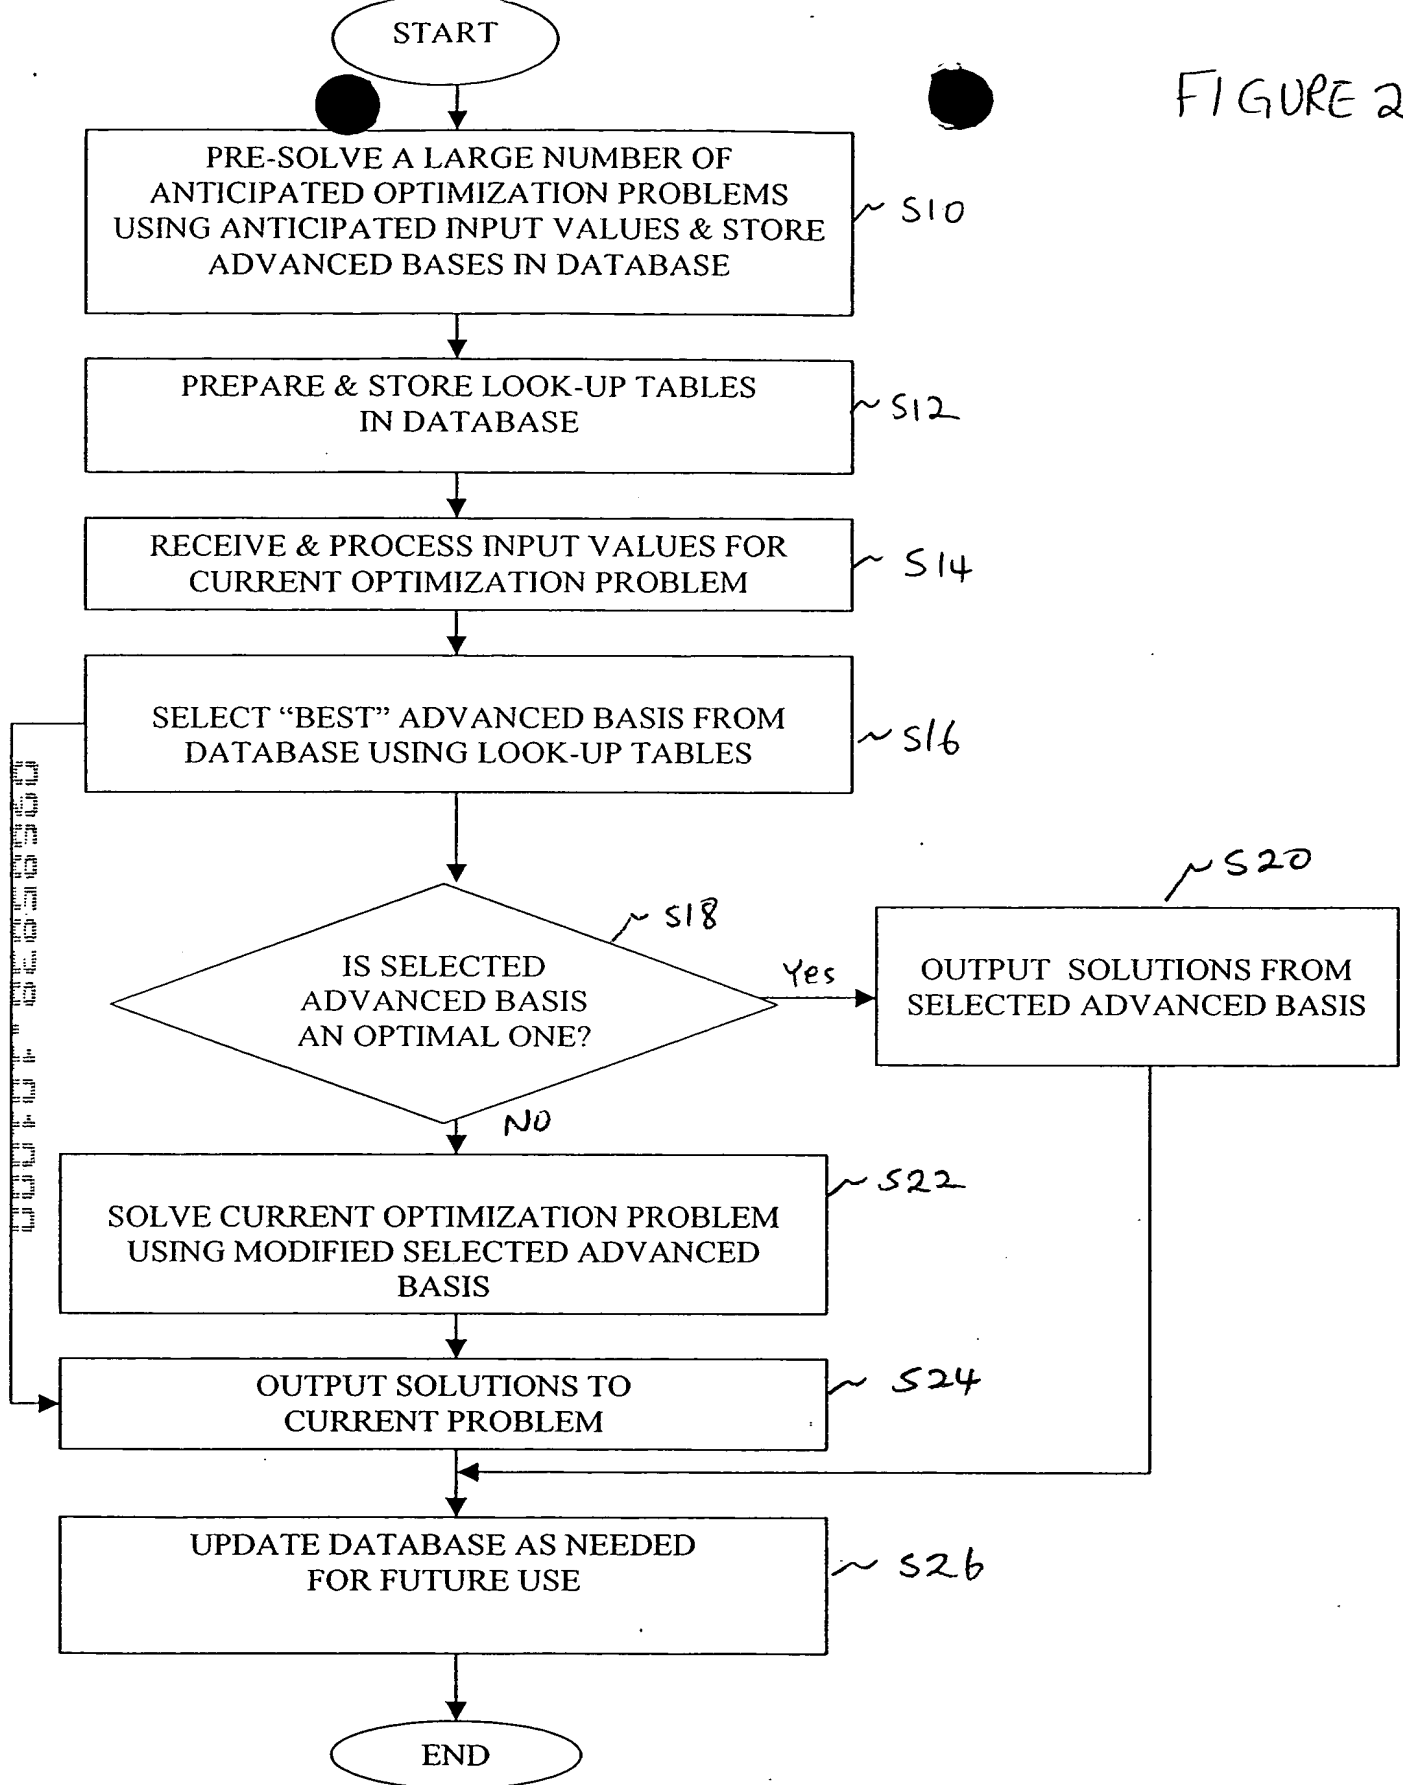 START
FIGURE 2
PRE-SOLVE A LARGE NUMBER OF
ANTICIPATED OPTIMIZATION PROBLEMS
USING ANTICIPATED INPUT VALUES & STORE
ADVANCED BASES IN DATABASE
S10
PREPARE & STORE LOOK-UP TABLES
IN DATABASE
S12
RECEIVE & PROCESS INPUT VALUES FOR
CURRENT OPTIMIZATION PROBLEM
S14
SELECT “BEST” ADVANCED BASIS FROM
DATABASE USING LOOK-UP TABLES
S16
IS SELECTED
ADVANCED BASIS
AN OPTIMAL ONE?
S18
Yes
S20
OUTPUT SOLUTIONS FROM
SELECTED ADVANCED BASIS
NO
SOLVE CURRENT OPTIMIZATION PROBLEM
USING MODIFIED SELECTED ADVANCED
BASIS
S22
OUTPUT SOLUTIONS TO
CURRENT PROBLEM
S24
UPDATE DATABASE AS NEEDED
FOR FUTURE USE
S26
END